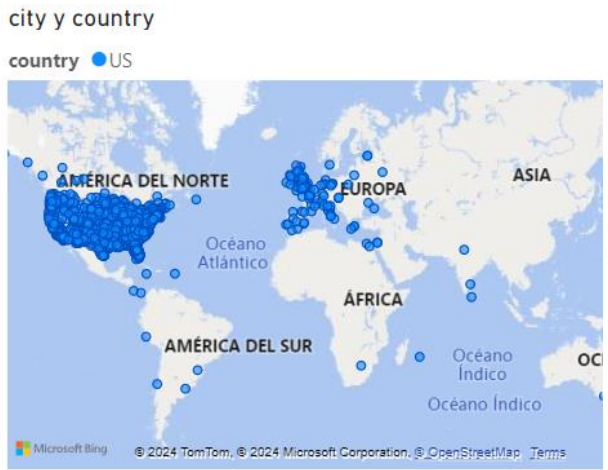 city y country
country US
AMÉRICA DEL NORTE
EUROPA
ASIA
Océano
Atlántico
ÁFRICA
AMÉRICA DEL SUR
Océano
Índico
OC
Océano Índico
Microsoft Bing
© 2024 TomTom, © 2024 Microsoft Corporation, © OpenStreetMap Terms